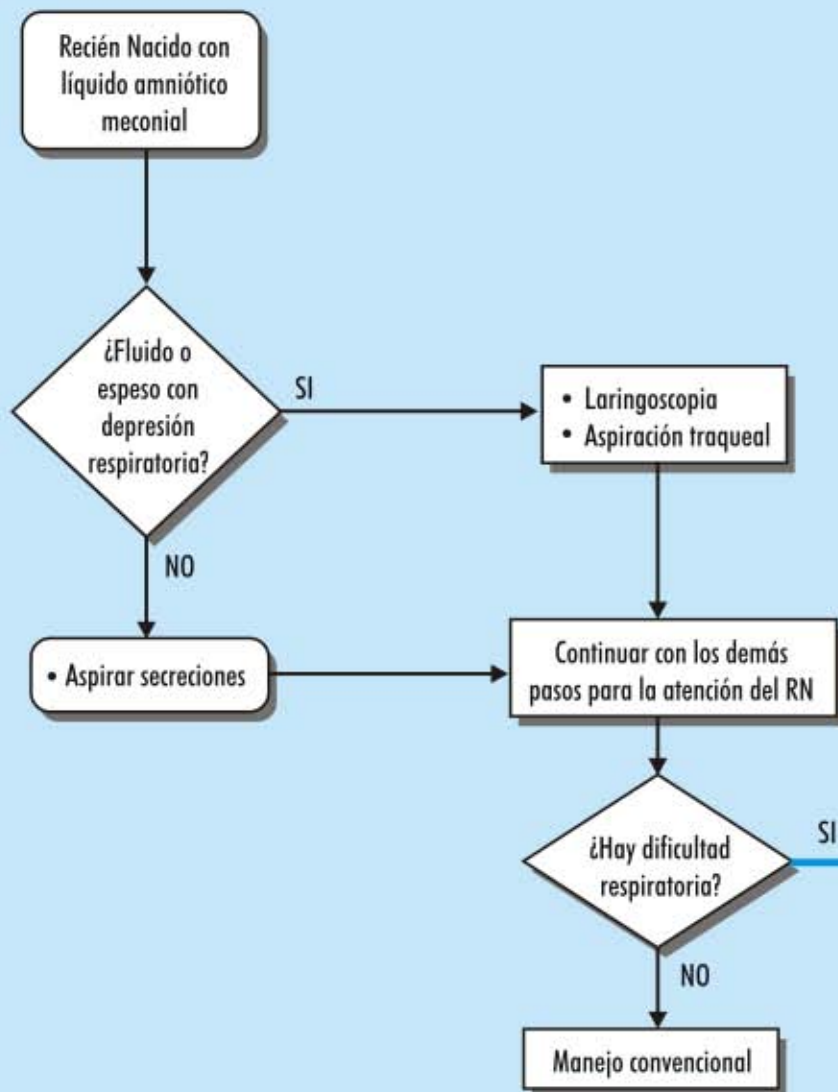 Recién Nacido con
líquido amniótico
meconial
¿Fluido o
espeso con
depresión
respiratoria?
SI
• Laringoscopia
• Aspiración traqueal
NO
• Aspirar secreciones
Continuar con los demás
pasos para la atención del RN
¿Hay dificultad
respiratoria?
SI
NO
Manejo convencional